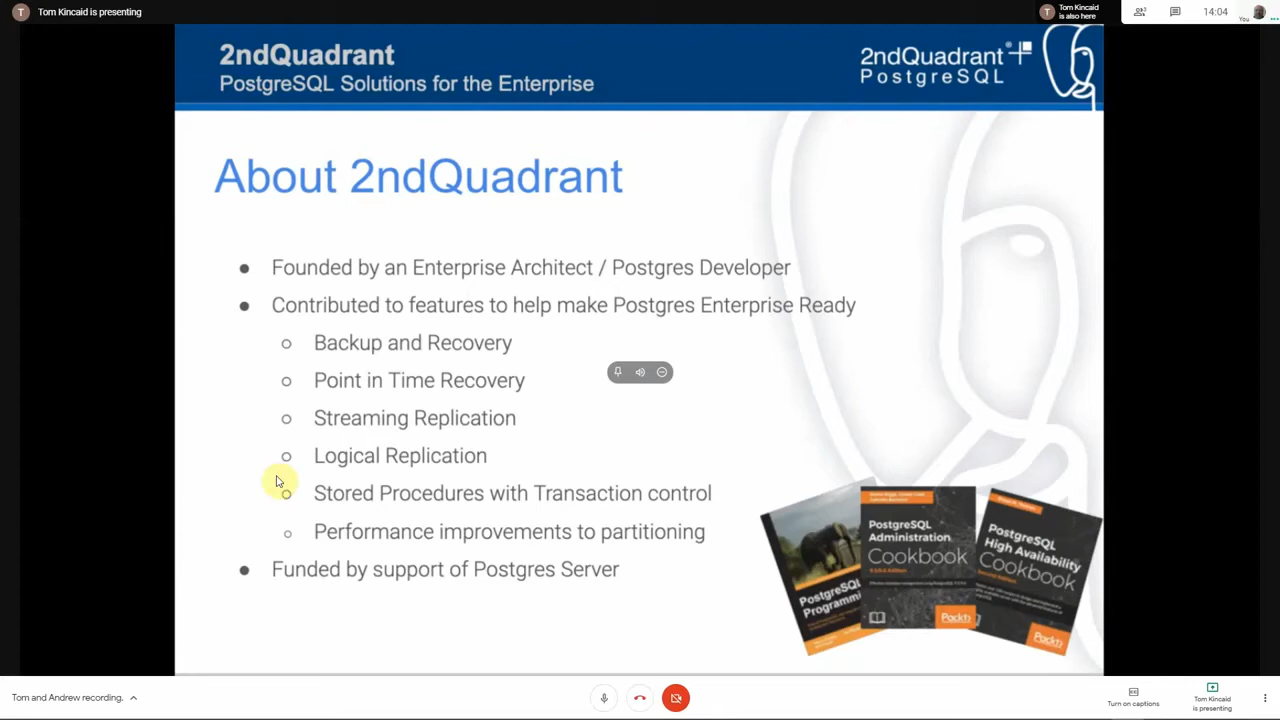 Tom Kincaid is presenting
Tom Kincaid
is also here
3
14:04
You
2ndQuadrant
PostgreSQL Solutions for the Enterprise
2ndQuadrant®
PostgreSQL
About 2ndQuadrant
Founded by an Enterprise Architect / Postgres Developer
Contributed to features to help make Postgres Enterprise Ready
Backup and Recovery
Point in Time Recovery
Streaming Replication
Logical Replication
Stored Procedures with Transaction control
Performance improvements to partitioning
Funded by support of Postgres Server
PostgreSQL
Programming
PostgreSQL
Administration
Cookbook
Packt
PostgreSQL
High Availability
Cookbook
Packt
Tom and Andrew recording.
Turn on captions
Tom Kincaid
is presenting